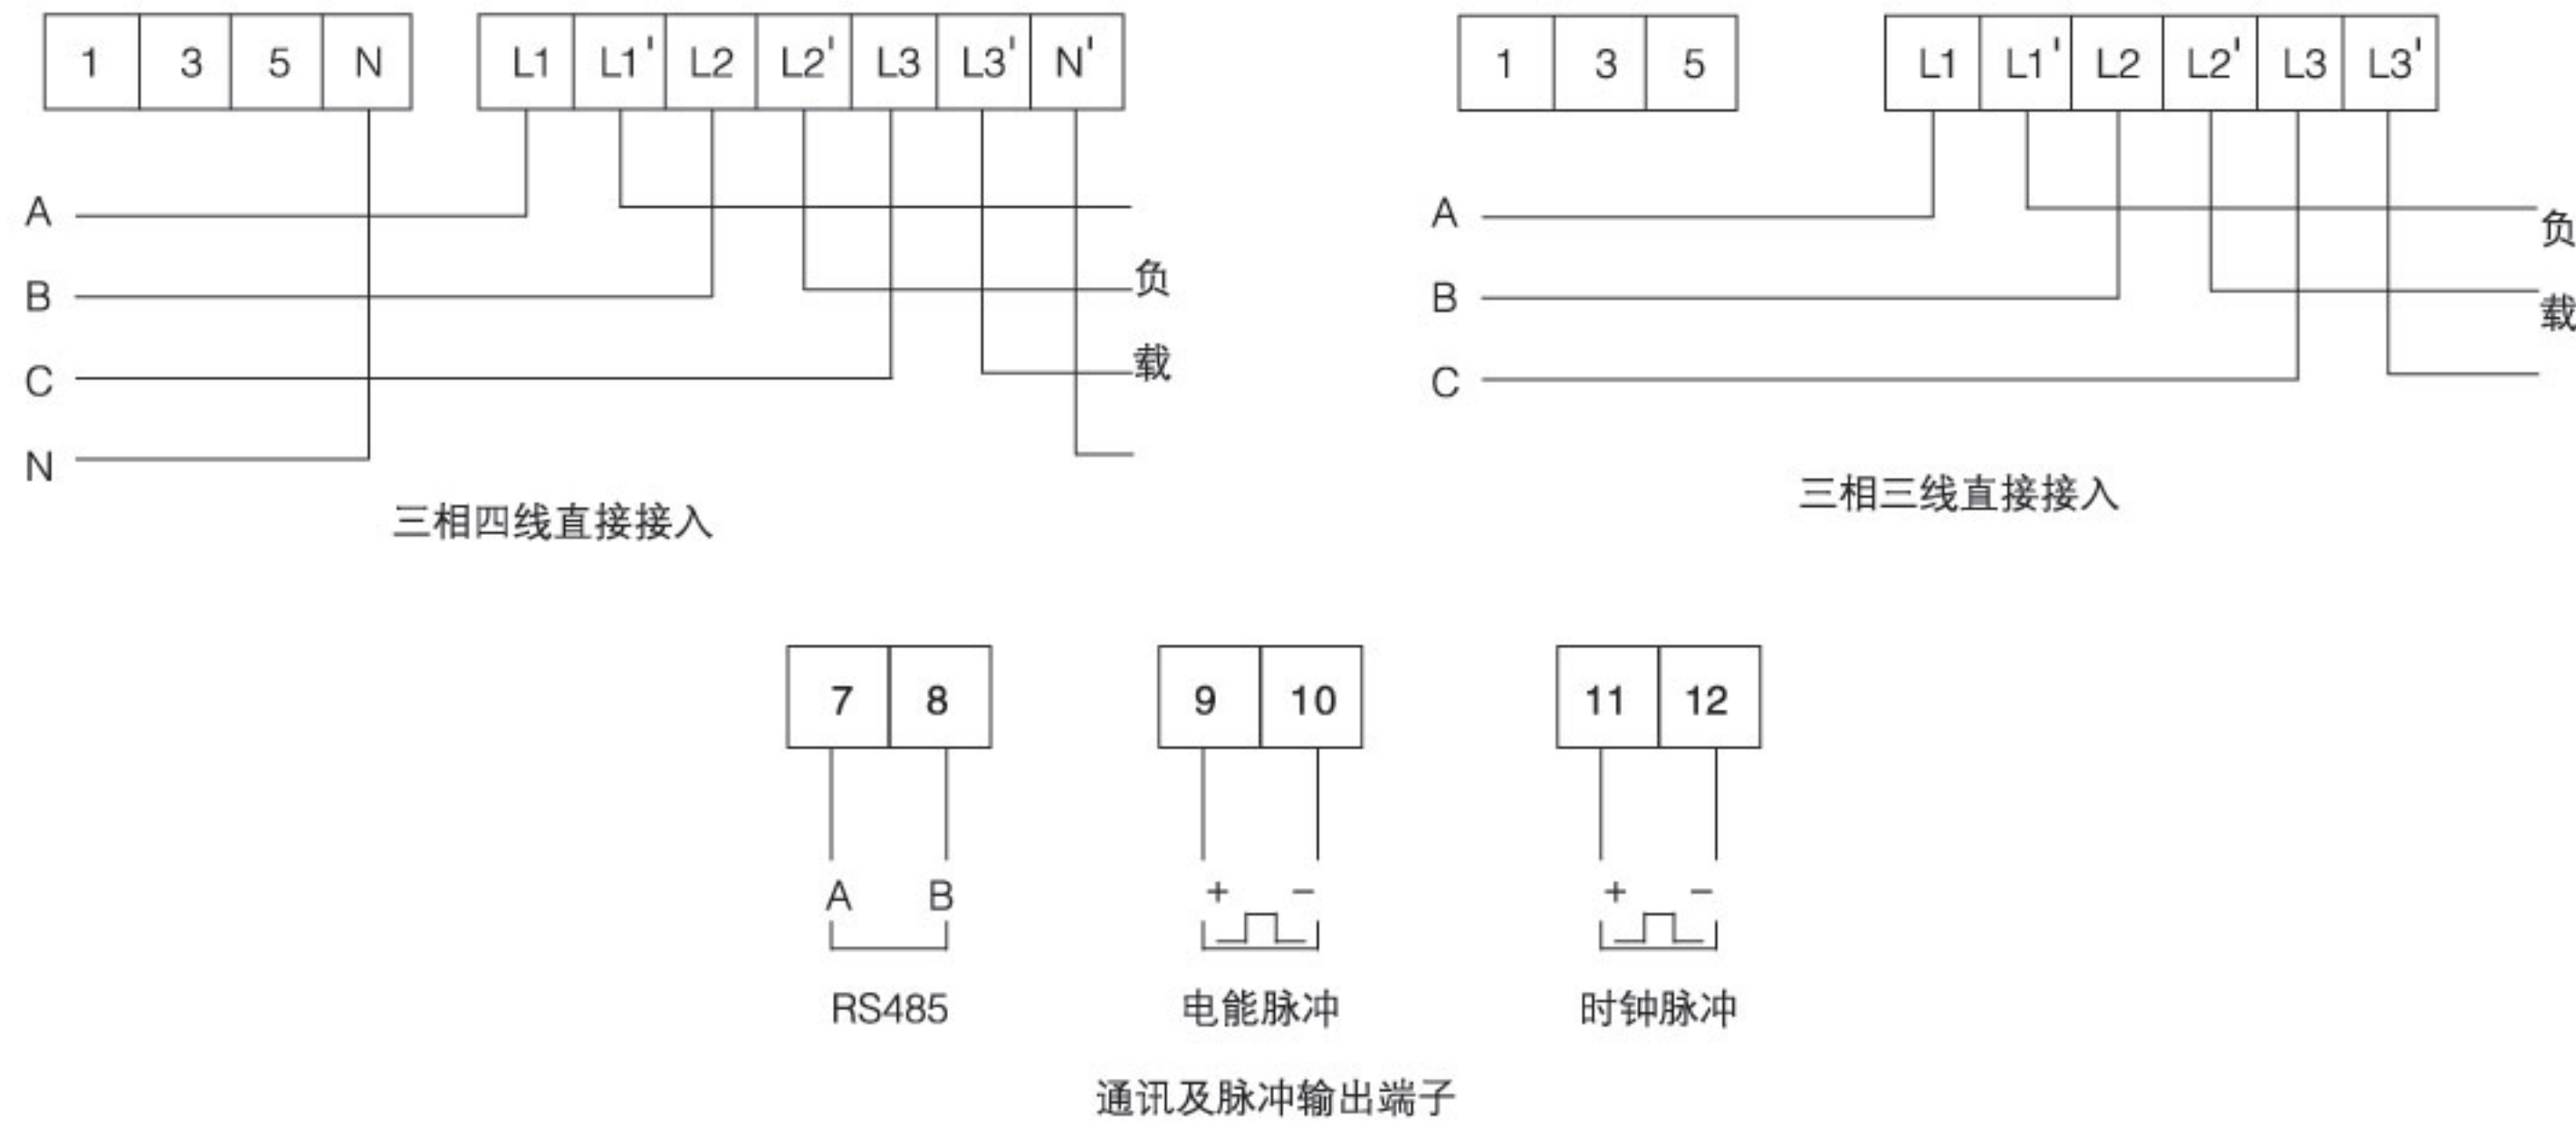 1 3 5 N L1 L1' L2 L2' L3 L3' N'
A
B
C
N
负
载
三相四线直接接入
1 3 5 L1 L1' L2 L2' L3 L3'
A
B
C
负
载
三相三线直接接入
7 8 9 10 11 12
A B + − + −
RS485 电能脉冲 时钟脉冲
通讯及脉冲输出端子